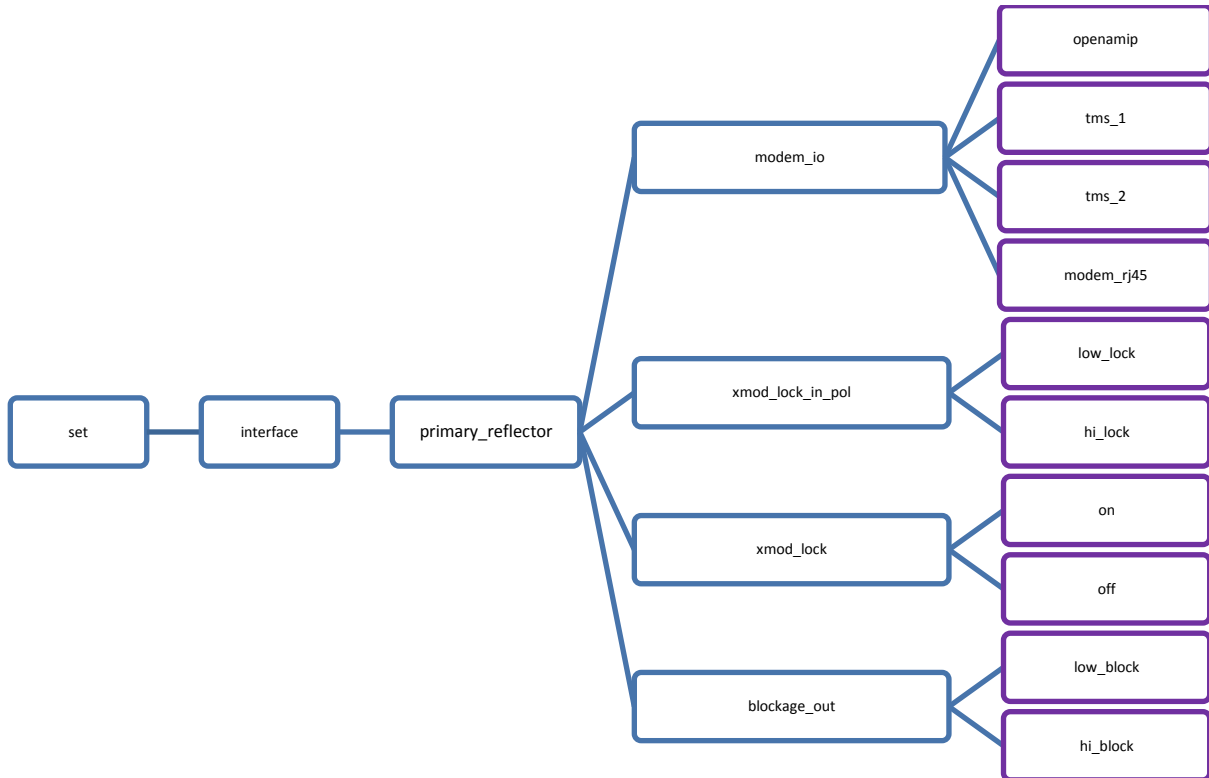 set
interface
primary_reflector
modem_io
openamip
tms_1
tms_2
modem_rj45
xmod_lock_in_pol
low_lock
hi_lock
xmod_lock
on
off
blockage_out
low_block
hi_block